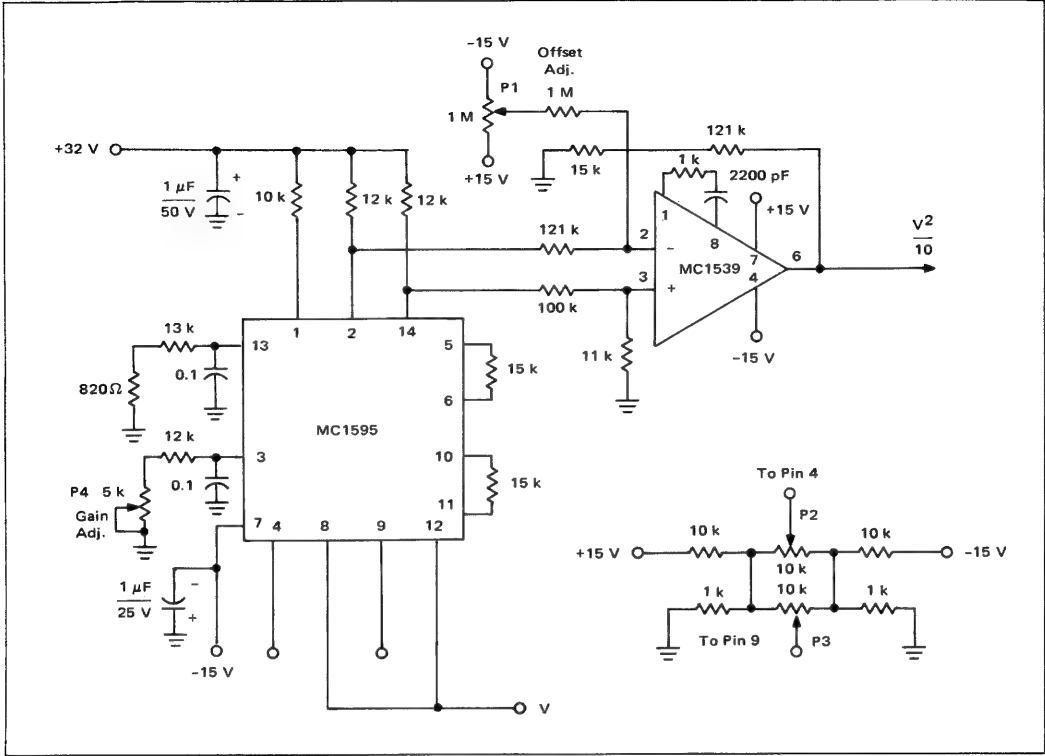 -15 V
Offset
Adj.
P1
1 M
1 M
+15 V
121 k
15 k
1 k
2200 pF
+32 V
1 µF
50 V
+
-
10 k
12 k
12 k
+15 V
1
8
7
2
-
MC1539
6
V²
10
121 k
3
+
4
100 k
11 k
-15 V
1
2
14
13 k
13
5
0.1
15 k
820Ω
6
MC1595
12 k
3
10
0.1
15 k
P4 5 k
Gain
Adj.
11
7
4
8
9
12
1 µF
25 V
-
+
-15 V
V
To Pin 4
P2
10 k
10 k
+15 V
-15 V
10 k
10 k
1 k
1 k
To Pin 9
P3